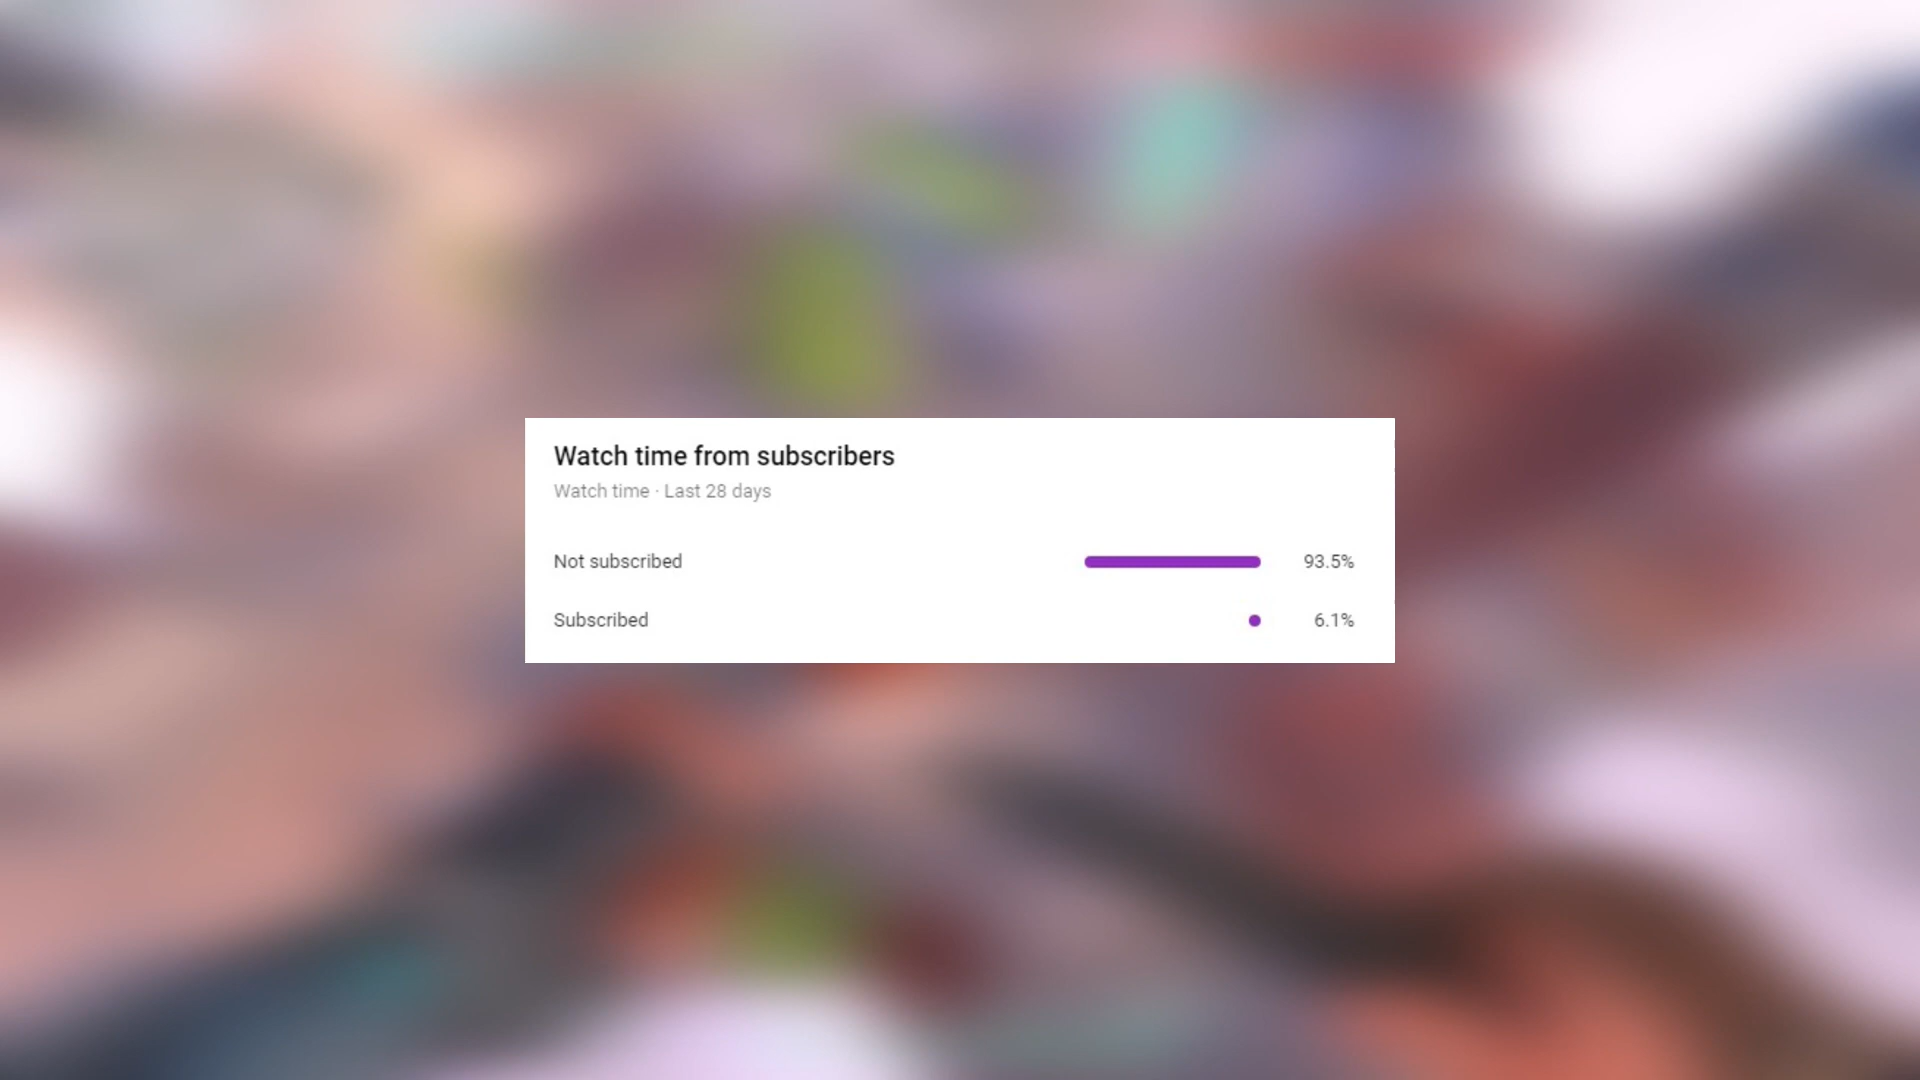 Watch time from subscribers
Watch time · Last 28 days
Not subscribed 93.5%
Subscribed 6.1%